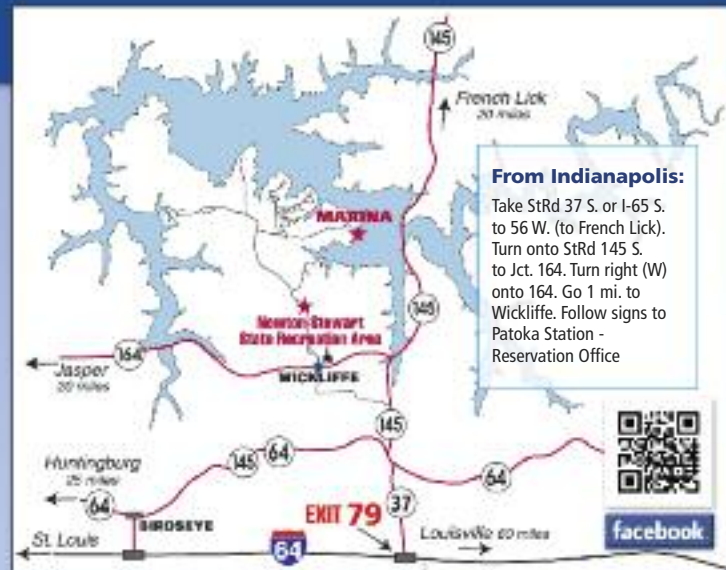 145
French Lick
20 miles
From Indianapolis:
Take StRd 37 S. or I-65 S.
to 56 W. (to French Lick).
Turn onto StRd 145 S.
to Jct. 164. Turn right (W)
onto 164. Go 1 mi. to
Wickliffe. Follow signs to
Patoka Station -
Reservation Office
MARINA
145
Newton-Stewart
State Recreation Area
164
Jasper
20 miles
WICKLIFFE
145
145
64
64
Huntingburg
25 miles
64
BIRDSEYE
37
EXIT 79
Louisville 60 miles
St. Louis
64
facebook